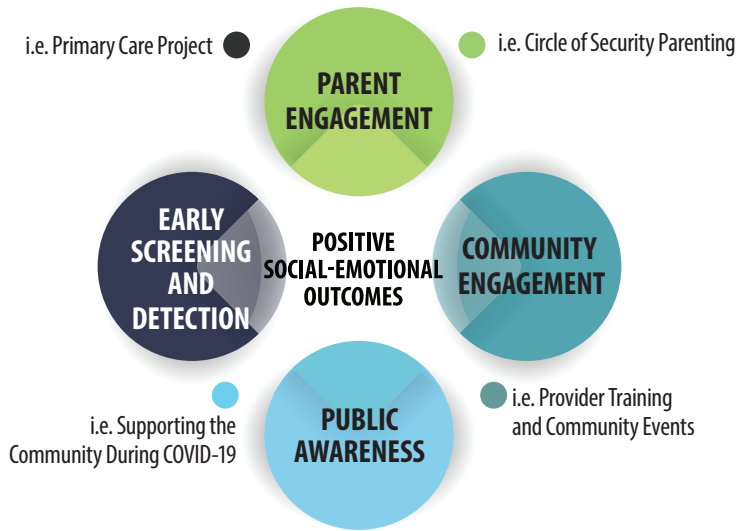 i.e. Primary Care Project
i.e. Circle of Security Parenting
PARENT
ENGAGEMENT
EARLY
SCREENING
AND
DETECTION
POSITIVE
SOCIAL-EMOTIONAL
OUTCOMES
COMMUNITY
ENGAGEMENT
i.e. Supporting the
Community During COVID-19
PUBLIC
AWARENESS
i.e. Provider Training
and Community Events